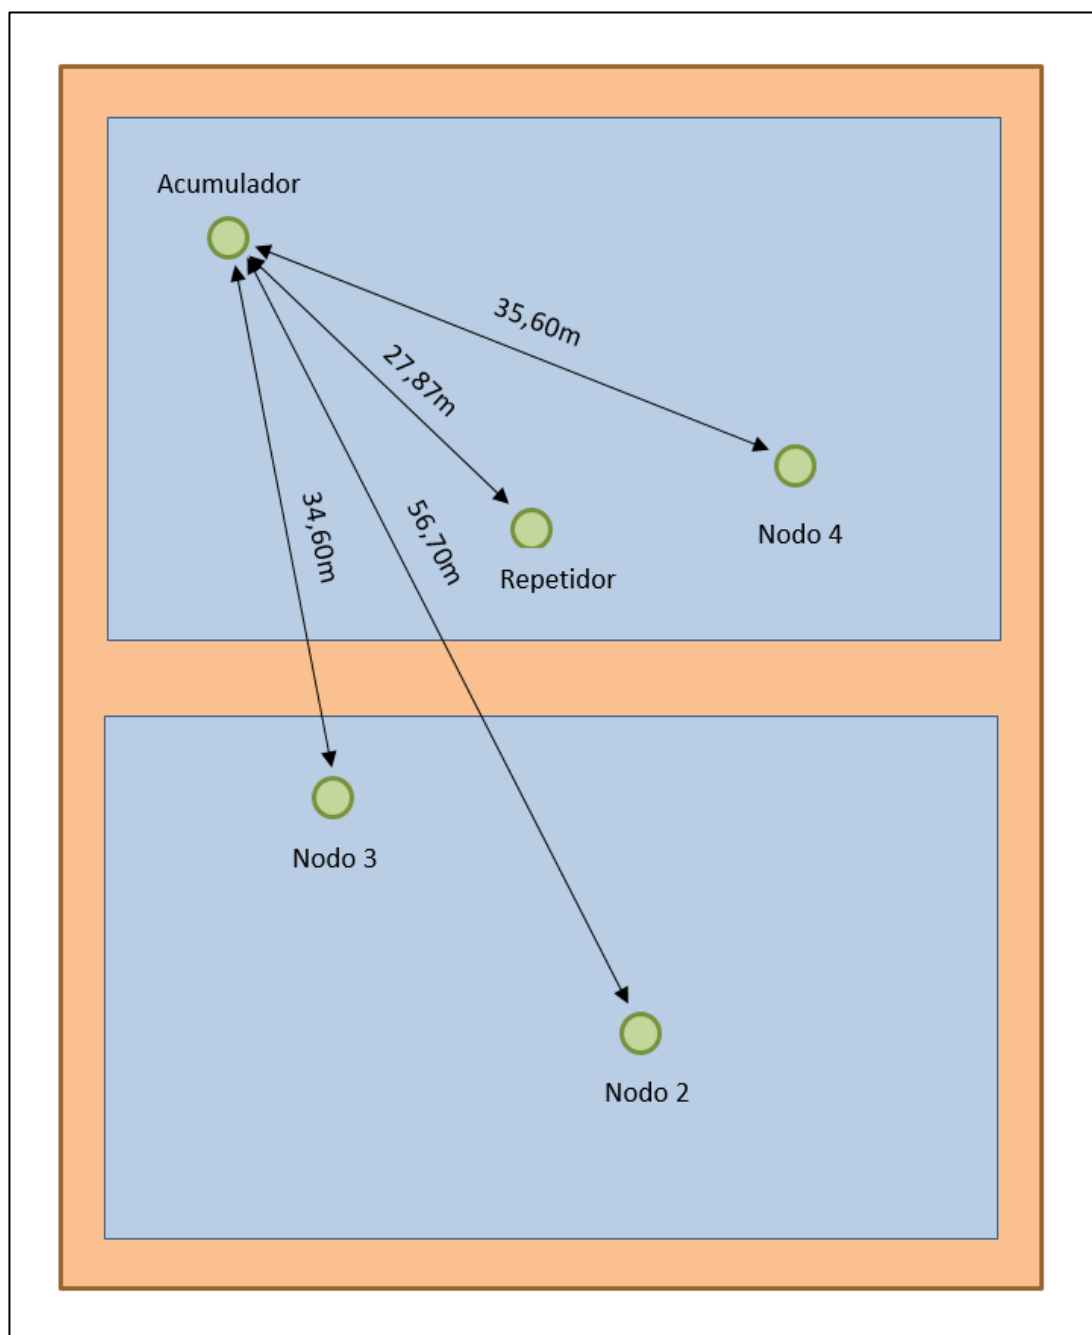 Acumulador
35,60m
27,87m
34,60m
56,70m
Nodo 4
Repetidor
Nodo 3
Nodo 2